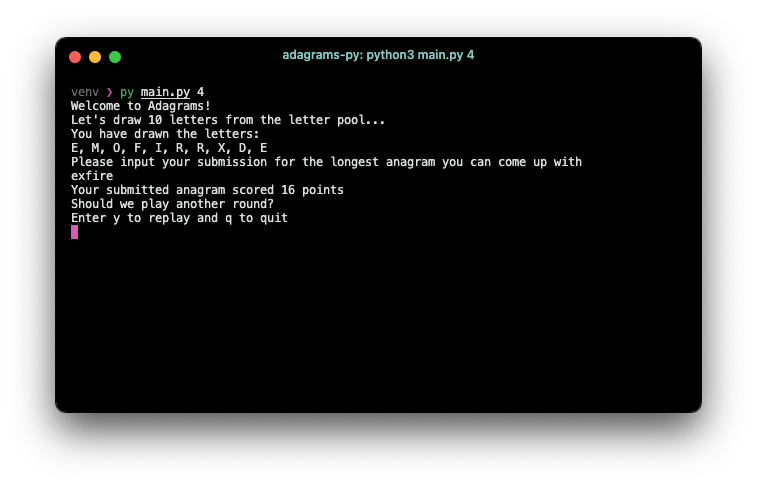 adagrams-py: python3 main.py 4
venv ❯ py main.py 4
Welcome to Adagrams!
Let's draw 10 letters from the letter pool...
You have drawn the letters:
E, M, O, F, I, R, R, X, D, E
Please input your submission for the longest anagram you can come up with
exfire
Your submitted anagram scored 16 points
Should we play another round?
Enter y to replay and q to quit